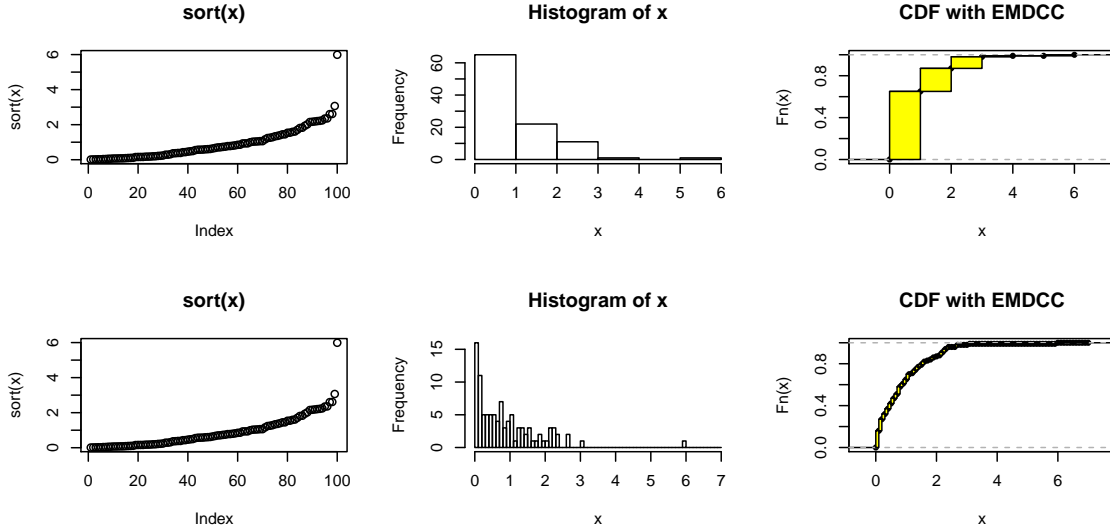 sort(x)
Histogram of x
CDF with EMDCC
sort(x)
0 2 4 6
0 20 40 60 80 100
Index
Frequency
0 20 40 60
0 1 2 3 4 5 6
x
Fn(x)
0.0 0.4 0.8
0 2 4 6
x
sort(x)
Histogram of x
CDF with EMDCC
sort(x)
0 2 4 6
0 20 40 60 80 100
Index
Frequency
0 5 10 15
0 1 2 3 4 5 6 7
x
Fn(x)
0.0 0.4 0.8
0 2 4 6
x